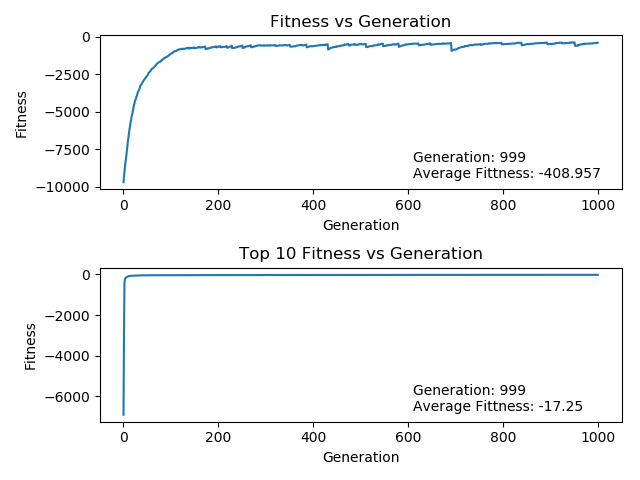 Fitness vs Generation
0
−2500
−5000
−7500
−10000
Fitness
Generation: 999
Average Fittness: -408.957
0 200 400 600 800 1000
Generation
Top 10 Fitness vs Generation
0
−2000
−4000
−6000
Fitness
Generation: 999
Average Fittness: -17.25
0 200 400 600 800 1000
Generation